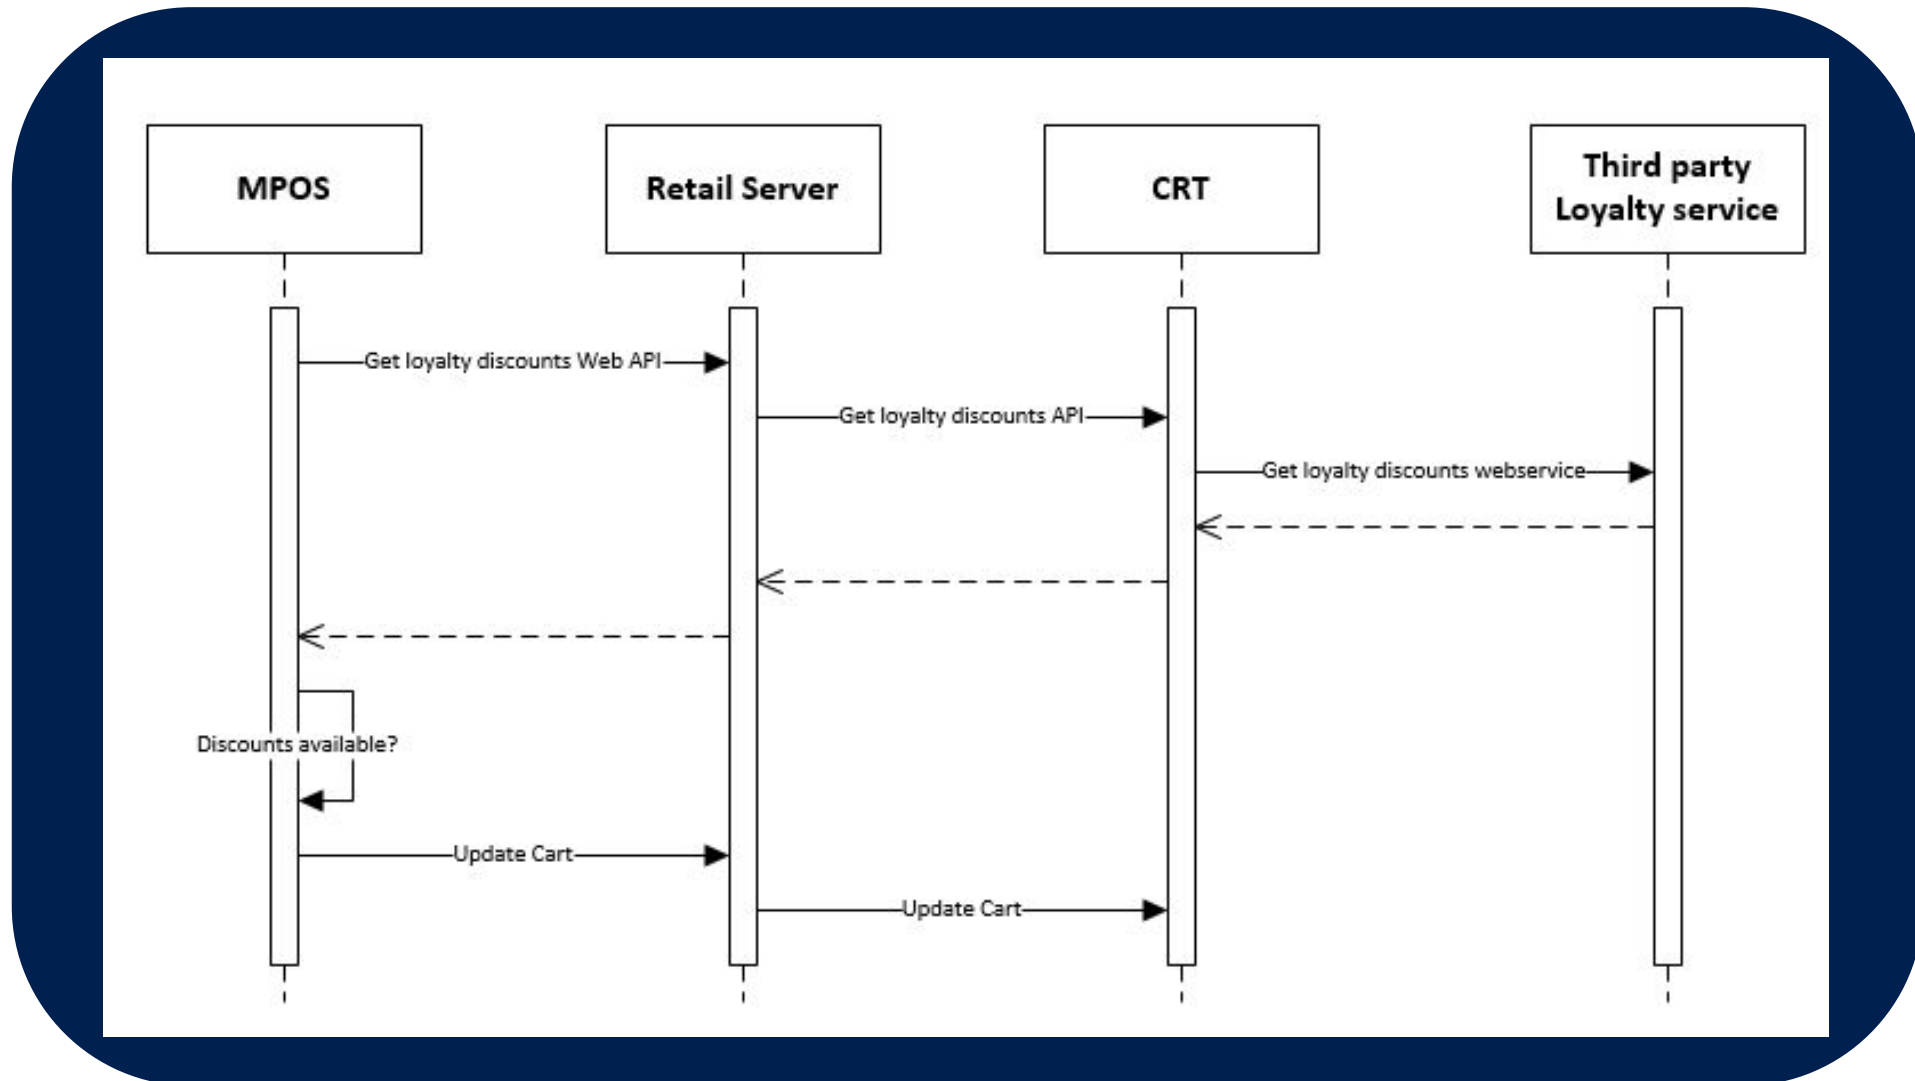 MPOS
Retail Server
CRT
Third party
Loyalty service
Get loyalty discounts Web API
Get loyalty discounts API
Get loyalty discounts webservice
Discounts available?
Update Cart
Update Cart